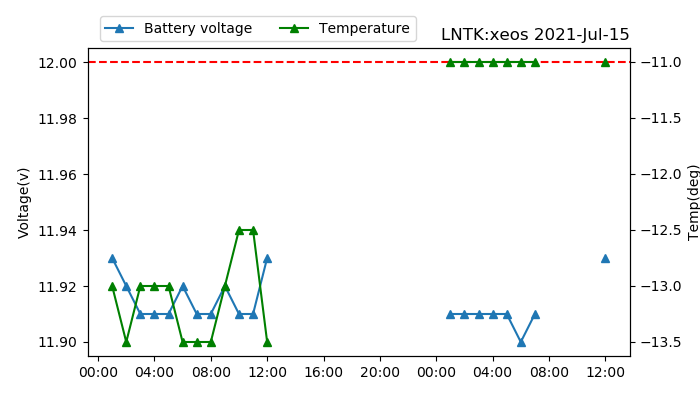 Battery voltage
Temperature
LNTK:xeos 2021-Jul-15
Voltage(v)
12.00
11.98
11.96
11.94
11.92
11.90
−11.0
−11.5
−12.0
−12.5
−13.0
−13.5
Temp(deg)
00:00 04:00 08:00 12:00 16:00 20:00 00:00 04:00 08:00 12:00